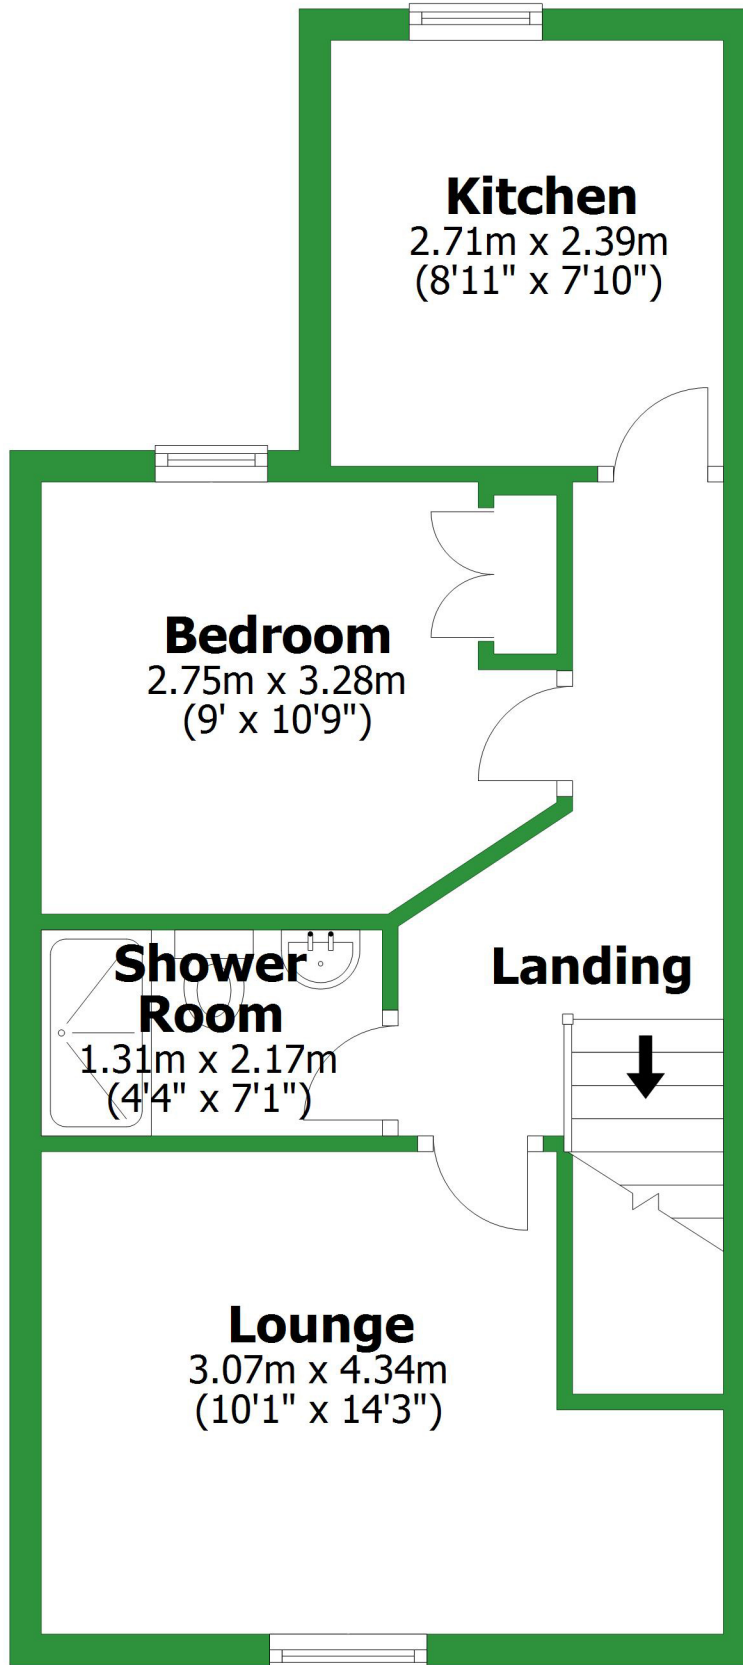 Kitchen
2.71m x 2.39m
(8'11" x 7'10")
Bedroom
2.75m x 3.28m
(9' x 10'9")
Shower
Room
1.31m x 2.17m
(4'4" x 7'1")
Landing
Lounge
3.07m x 4.34m
(10'1" x 14'3")